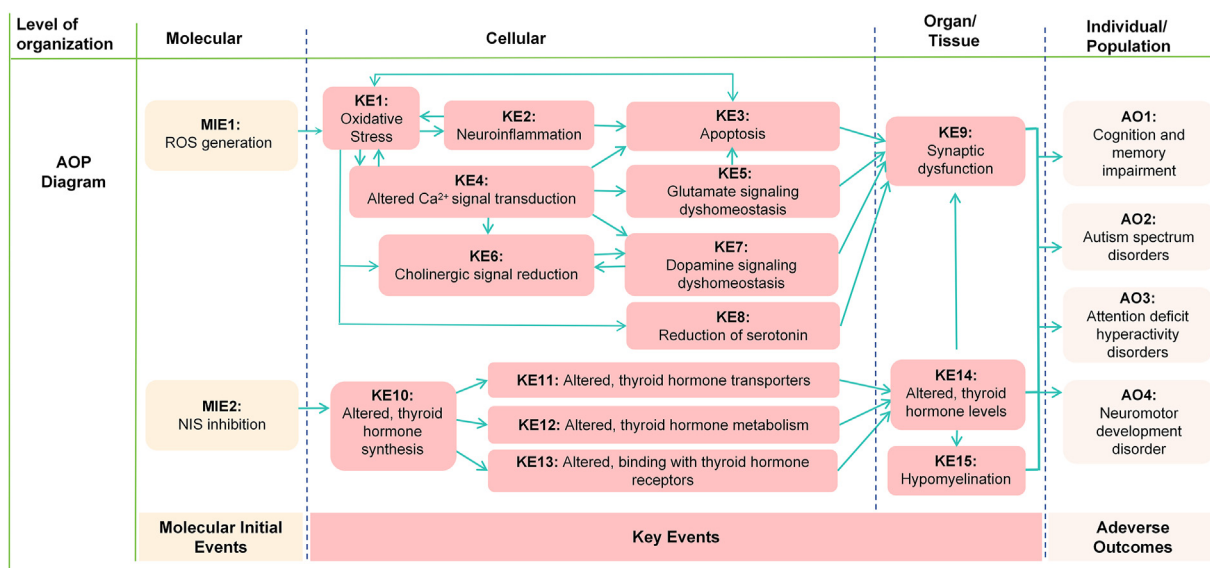 Level of
organization
Molecular
Cellular
Organ/
Tissue
Individual/
Population
AOP
Diagram
MIE1:
ROS generation
KE1:
Oxidative
Stress
KE2:
Neuroinflammation
KE3:
Apoptosis
KE4:
Altered Ca²⁺ signal transduction
KE5:
Glutamate signaling
dyshomeostasis
KE6:
Cholinergic signal reduction
KE7:
Dopamine signaling
dyshomeostasis
KE8:
Reduction of serotonin
KE9:
Synaptic
dysfunction
AO1:
Cognition and
memory
impairment
AO2:
Autism spectrum
disorders
AO3:
Attention deficit
hyperactivity
disorders
MIE2:
NIS inhibition
KE10:
Altered, thyroid
hormone
synthesis
KE11: Altered, thyroid hormone transporters
KE12: Altered, thyroid hormone metabolism
KE13: Altered, binding with thyroid hormone
receptors
KE14:
Altered, thyroid
hormone levels
KE15:
Hypomyelination
AO4:
Neuromotor
development
disorder
Molecular Initial
Events
Key Events
Adeverse
Outcomes